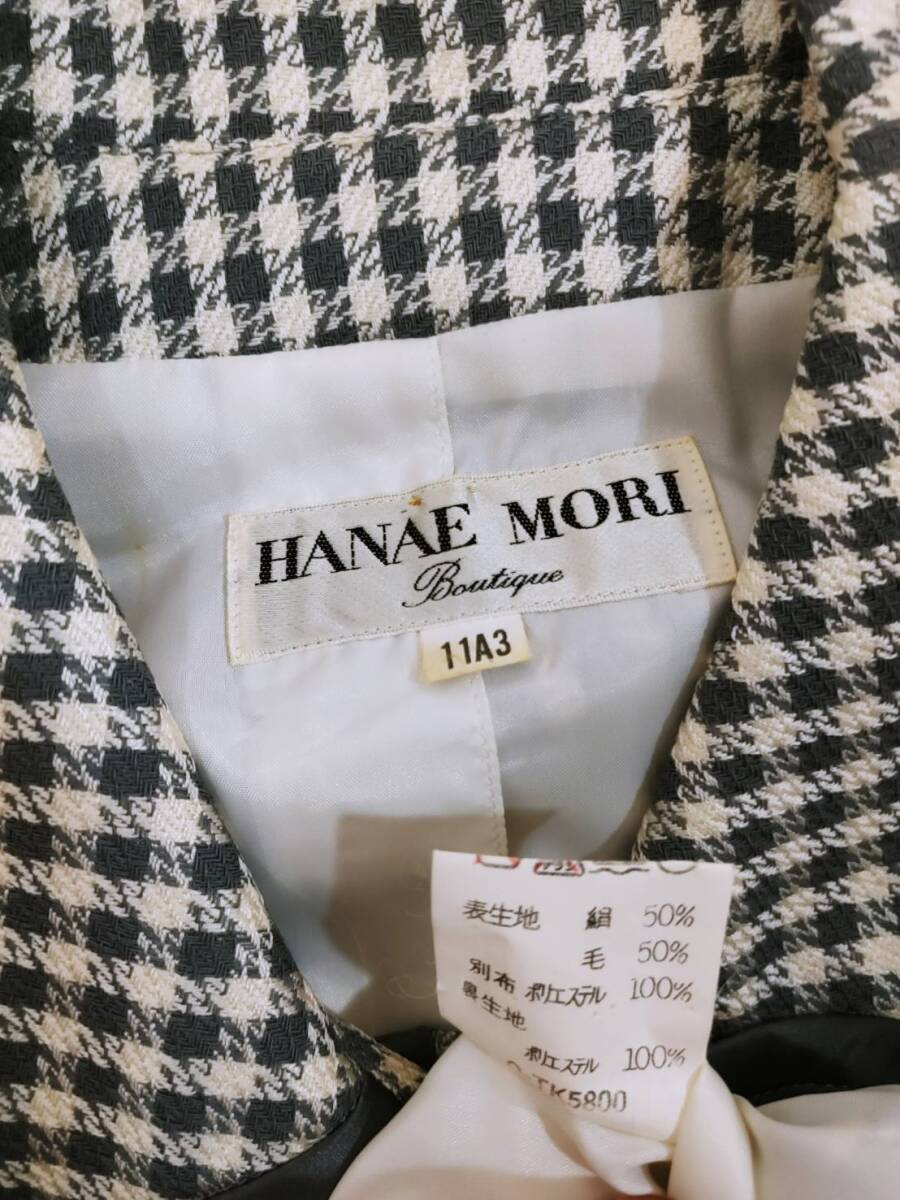 HANAE MORI
Boutique
11A3
表生地 絹 50%
毛 50%
別布 ポリエステル 100%
裏生地
ポリエステル 100%